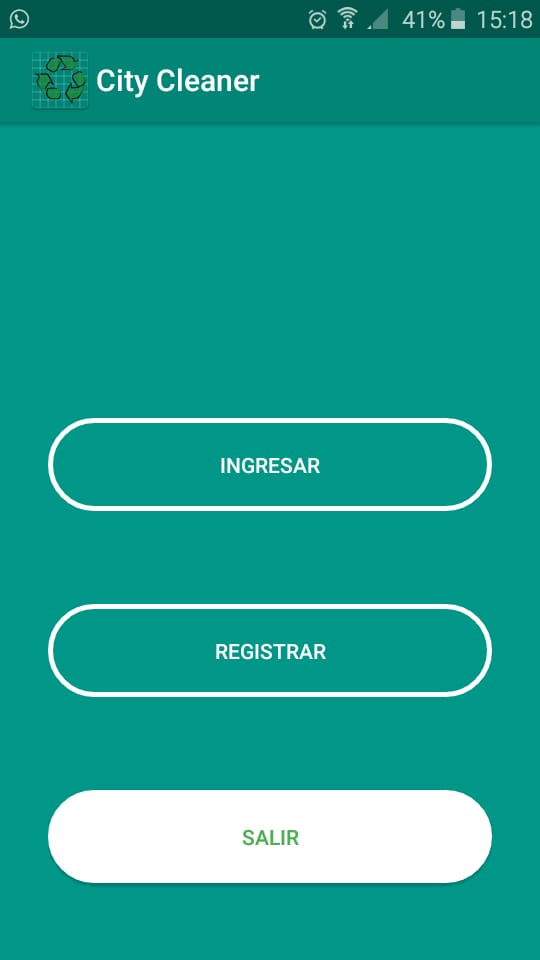 41% 15:18
City Cleaner
INGRESAR
REGISTRAR
SALIR